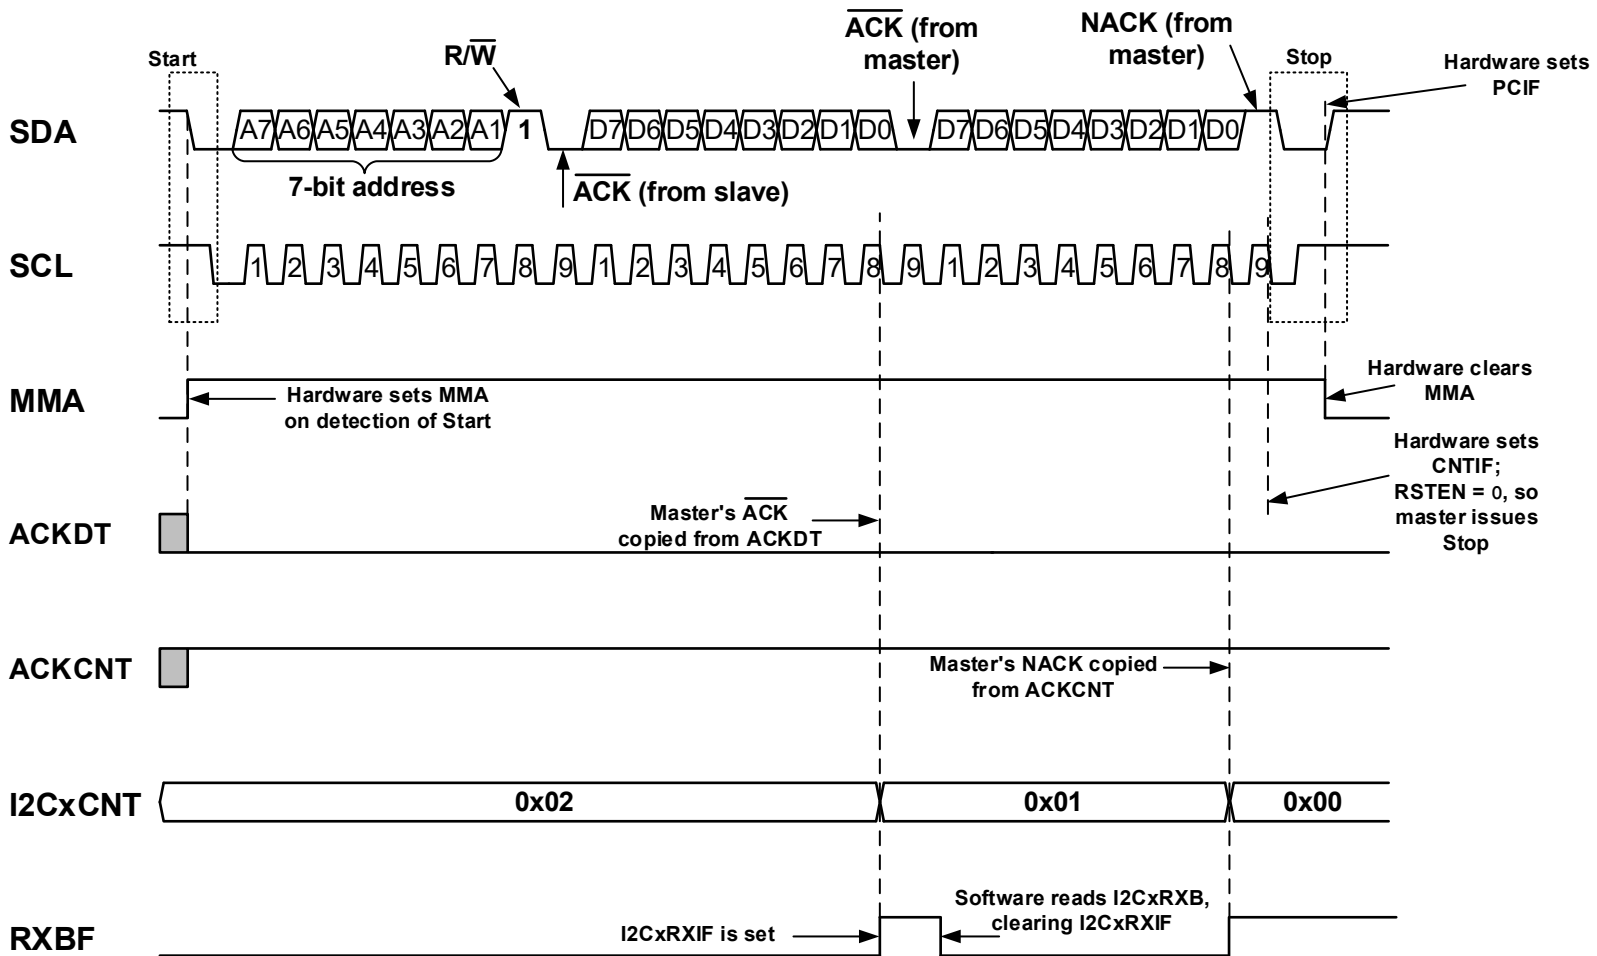 Start
R/W
ACK (from
master)
NACK (from
master)
Stop
Hardware sets
PCIF
SDA
A7 A6 A5 A4 A3 A2 A1 1 D7 D6 D5 D4 D3 D2 D1 D0 D7 D6 D5 D4 D3 D2 D1 D0
7-bit address
ACK (from slave)
SCL
1 2 3 4 5 6 7 8 9 1 2 3 4 5 6 7 8 9 1 2 3 4 5 6 7 8 9
MMA
Hardware sets MMA
on detection of Start
Hardware clears
MMA
Hardware sets
CNTIF;
RSTEN = 0, so
master issues
Stop
ACKDT
Master's ACK
copied from ACKDT
ACKCNT
Master's NACK copied
from ACKCNT
I2CxCNT
0x02
0x01
0x00
RXBF
I2CxRXIF is set
Software reads I2CxRXB,
clearing I2CxRXIF